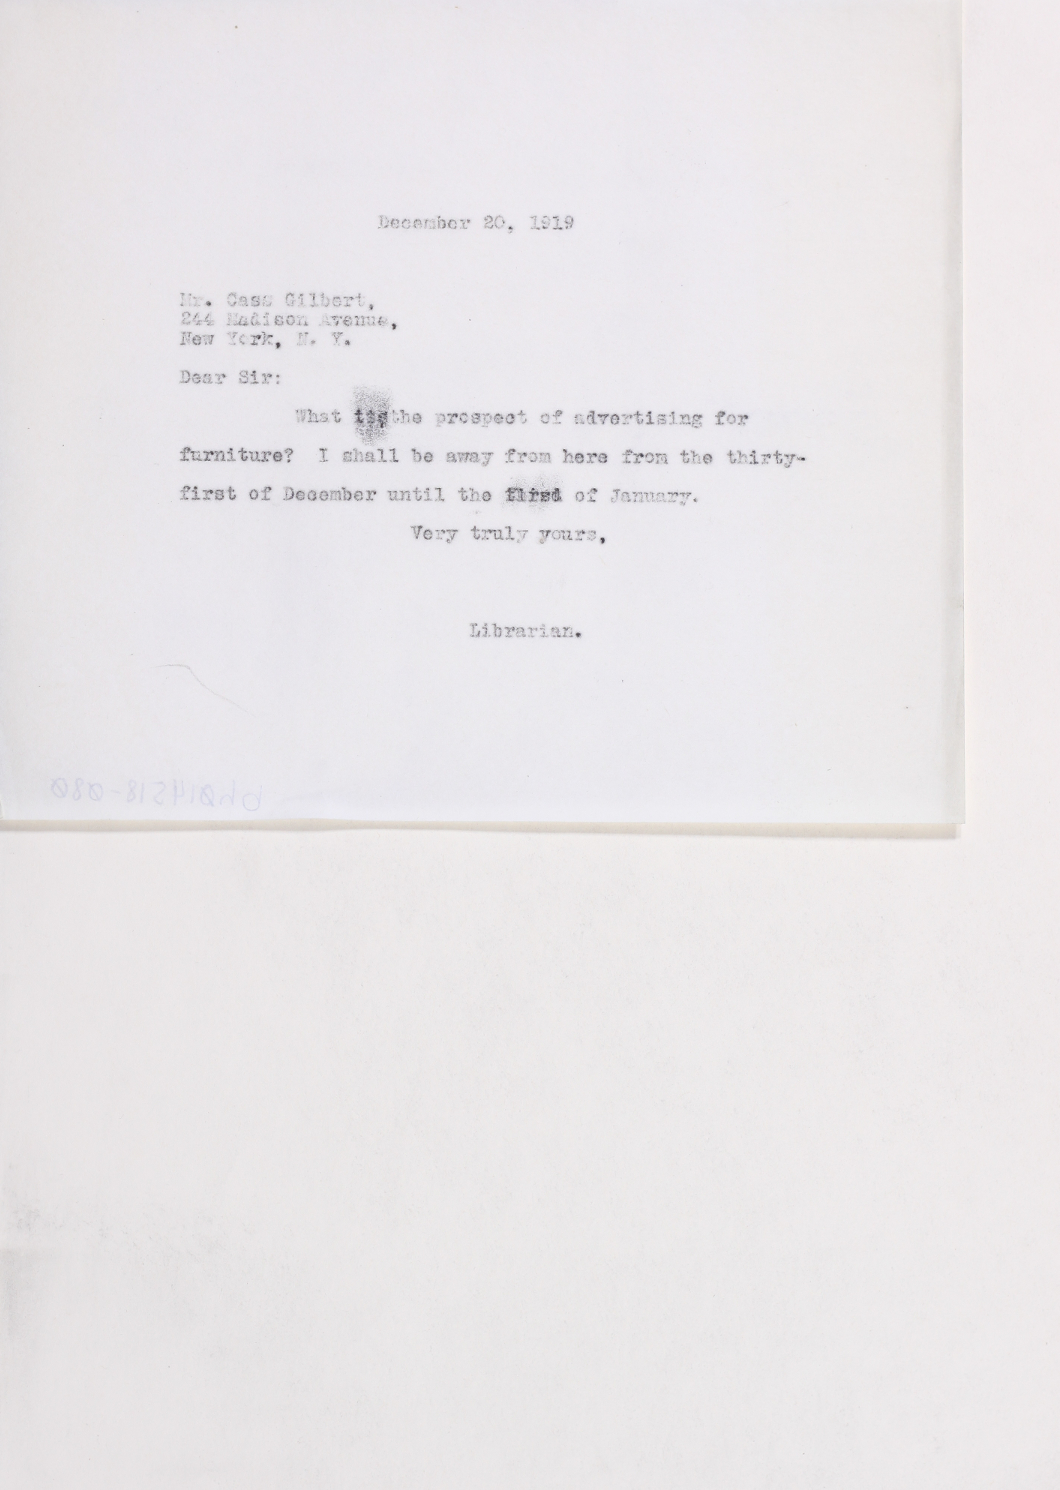 December 20, 1919
Mr. Cass Gilbert,
244 Madison Avenue,
New York, N. Y.
Dear Sir:
What is the prospect of advertising for
furniture? I shall be away from here from the thirty-
first of December until the of January.
Very truly yours,
Librarian.